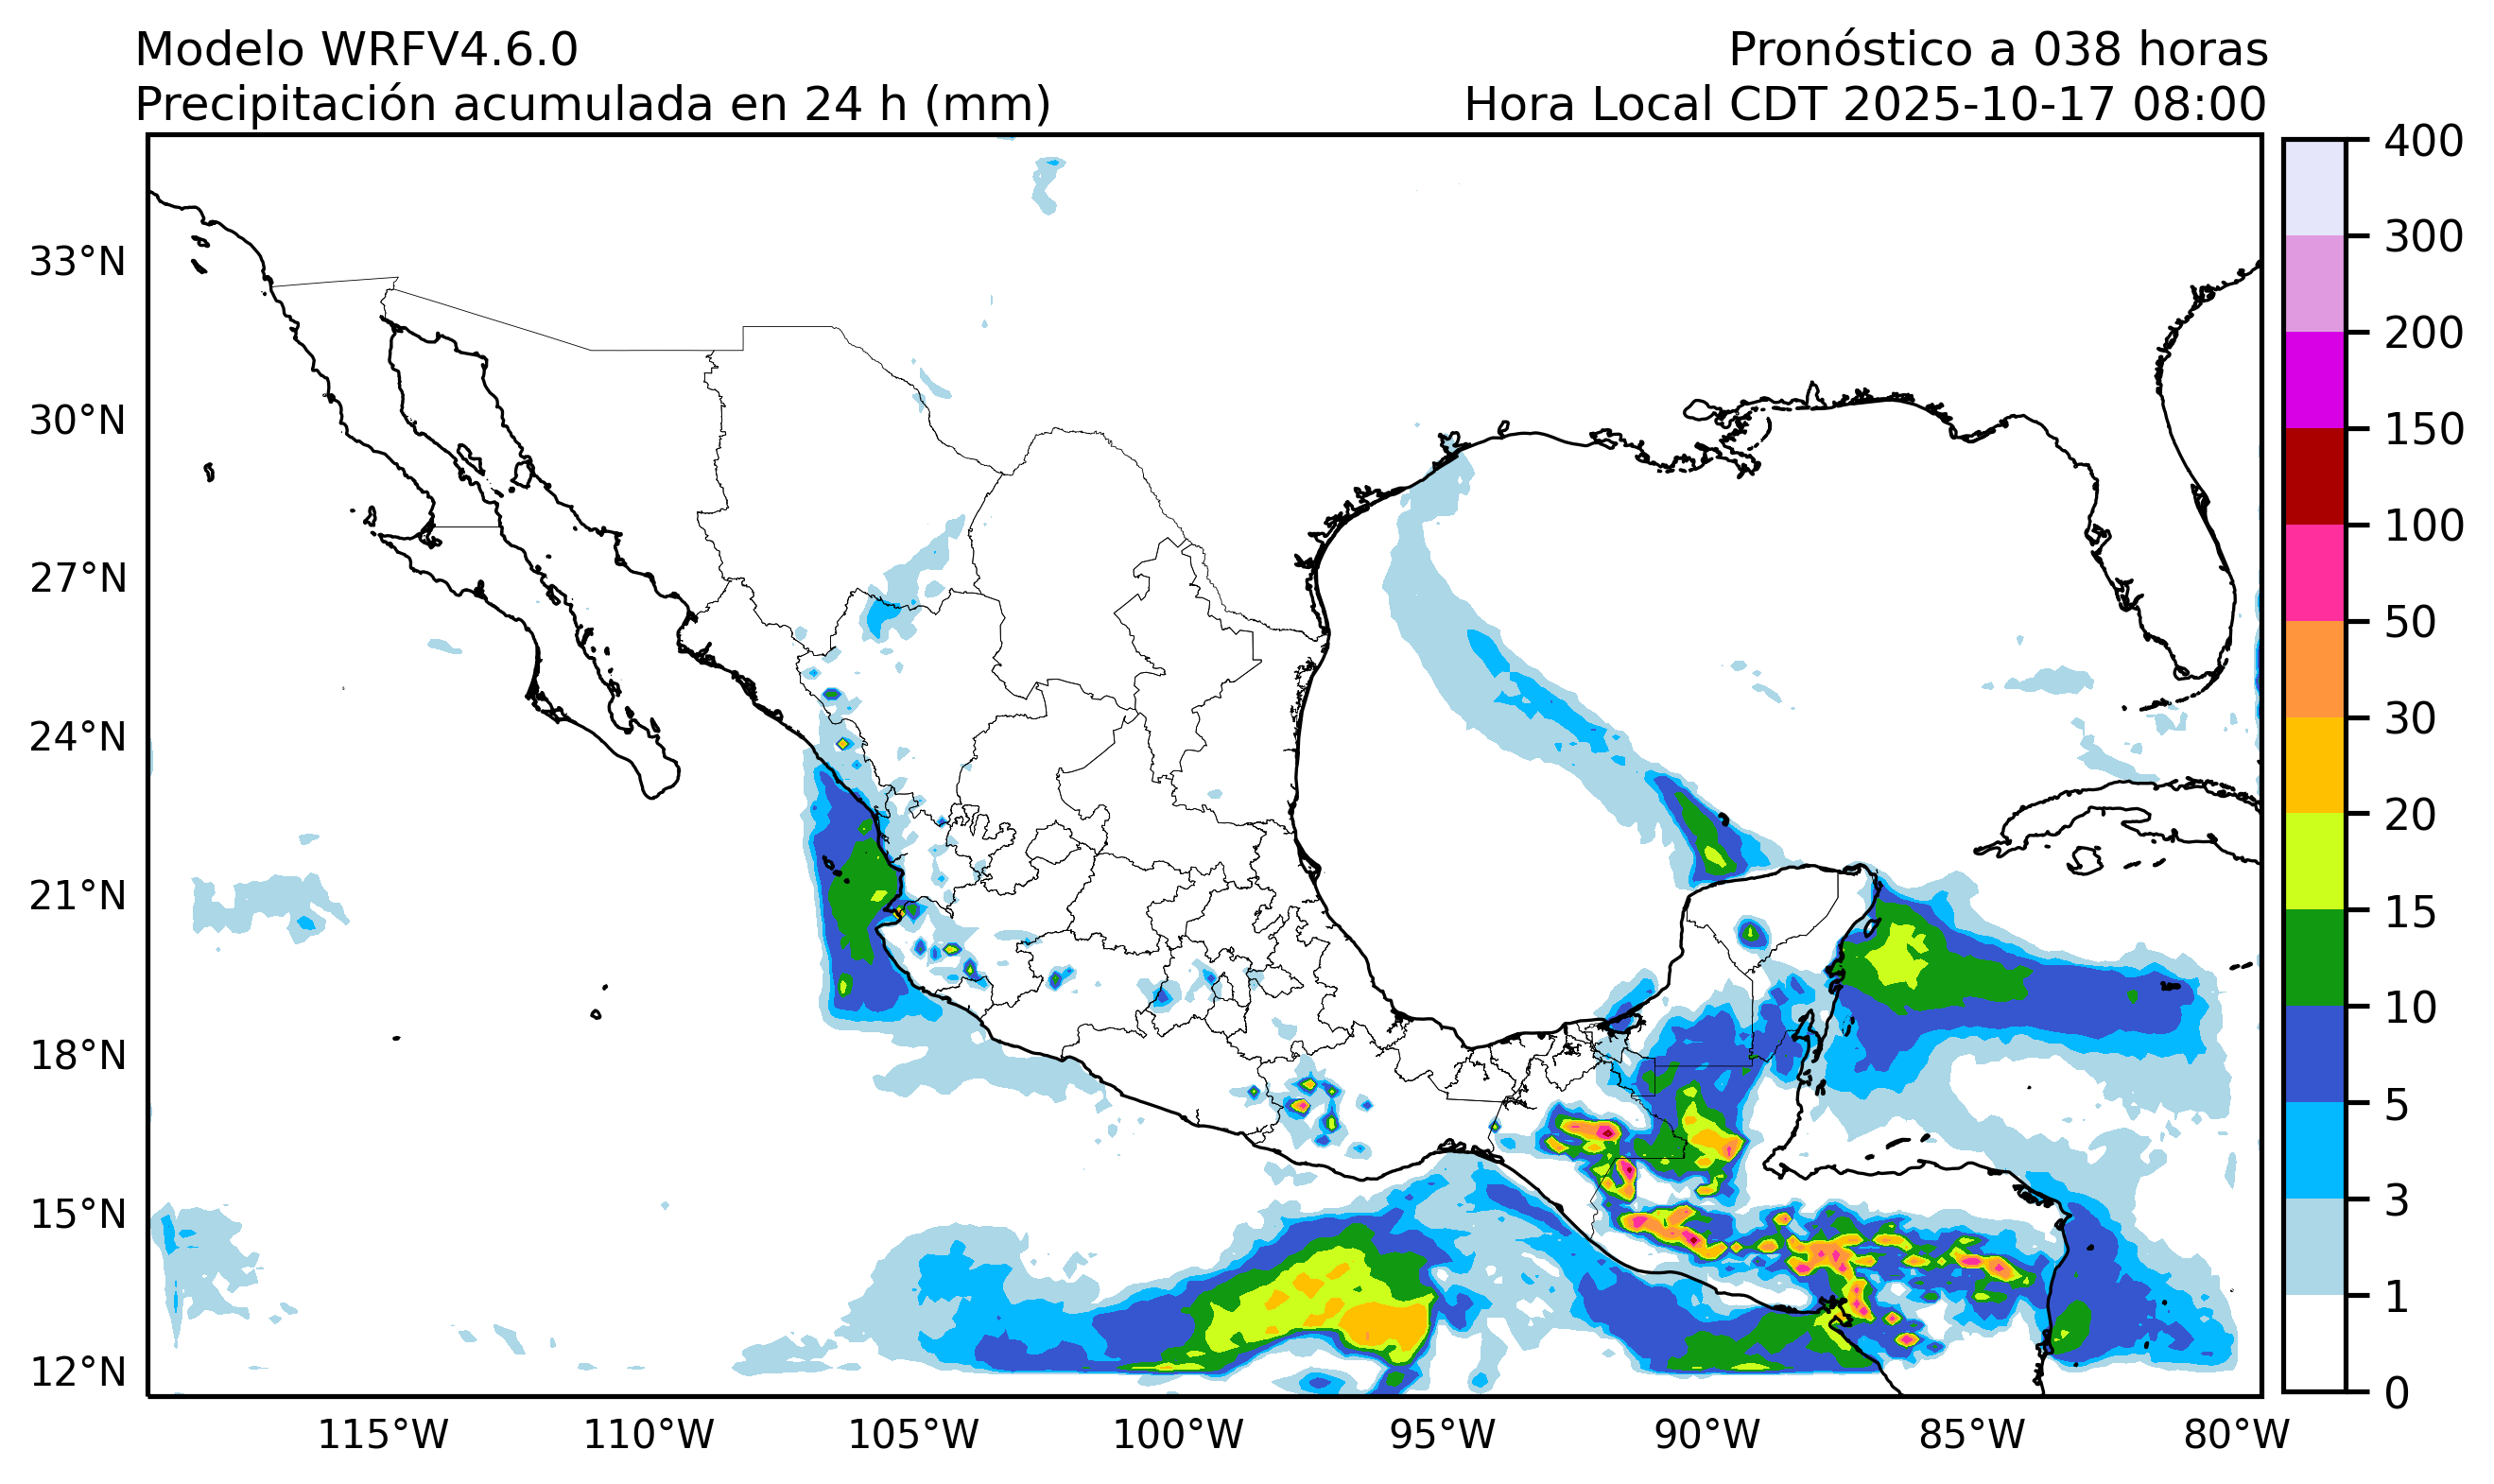 Modelo WRFV4.6.0
Pronóstico a 038 horas
Precipitación acumulada en 24 h (mm)
Hora Local CDT 2025-10-17 08:00
33°N
30°N
27°N
24°N
21°N
18°N
15°N
12°N
115°W
110°W
105°W
100°W
95°W
90°W
85°W
80°W
400
300
200
150
100
50
30
20
15
10
5
3
1
0